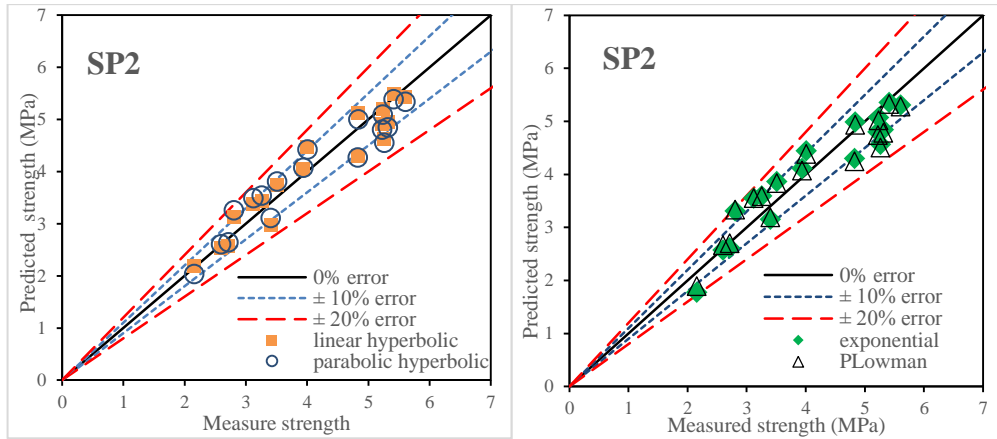 SP2
Predicted strength (MPa)
7
6
5
4
3
2
1
0
0% error
± 10% error
± 20% error
linear hyperbolic
parabolic hyperbolic
0 1 2 3 4 5 6 7
Measure strength
SP2
Predicted strength (MPa)
7
6
5
4
3
2
1
0
0% error
± 10% error
± 20% error
exponential
PLowman
0 1 2 3 4 5 6 7
Measured strength (MPa)